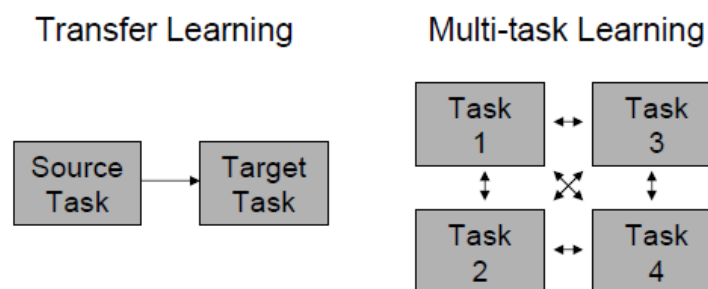 Transfer Learning
Multi-task Learning
Source
Task
Target
Task
Task
1
Task
3
Task
2
Task
4